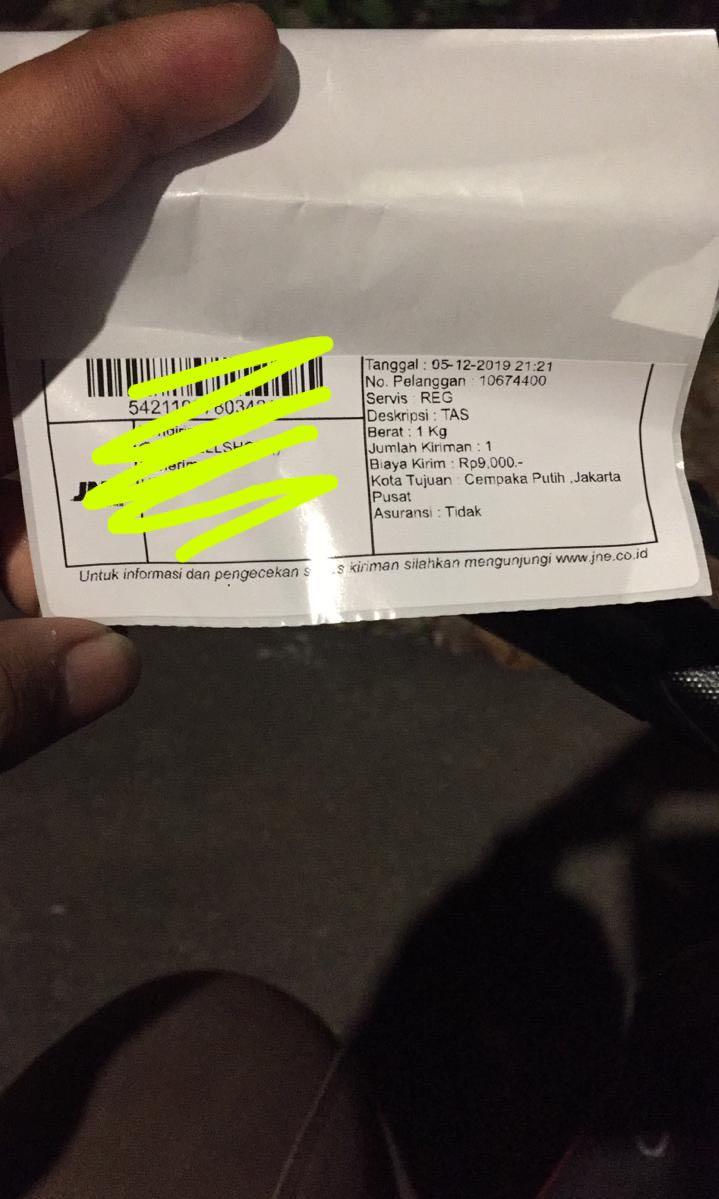 Tanggal : 05-12-2019 21:21
No. Pelanggan : 10674400
Servis : REG
Deskripsi : TAS
Berat : 1 Kg
Jumlah Kiriman : 1
Biaya Kirim : Rp9,000.-
Kota Tujuan : Cempaka Putih ,Jakarta
Pusat
Asuransi : Tidak
Untuk informasi dan pengecekan kiriman silahkan mengunjungi www.jne.co.id